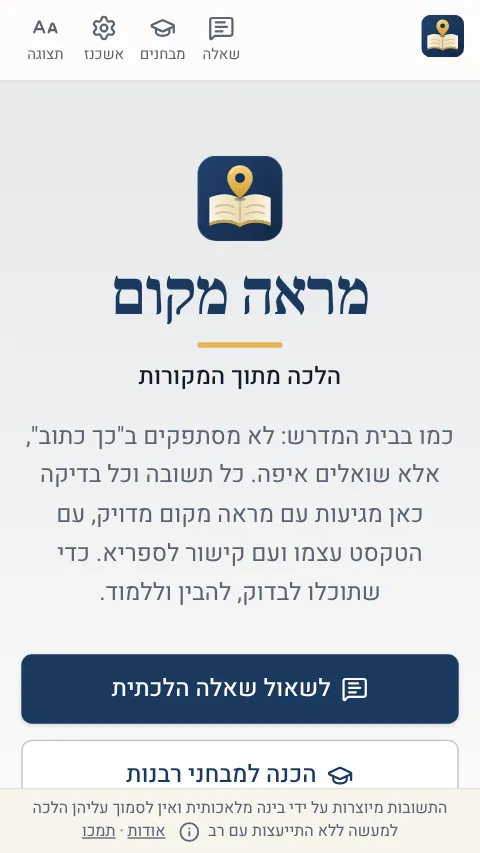 שאלה
מבחנים
אשכנז
תצוגה
מראה מקום
הלכה מתוך המקורות
כמו בבית המדרש: לא מסתפקים ב"כך כתוב",
אלא שואלים איפה. כל תשובה וכל בדיקה
כאן מגיעות עם מראה מקום מדויק, עם
הטקסט עצמו ועם קישור לספריא. כדי
שתוכלו לבדוק, להבין וללמוד.
לשאול שאלה הלכתית
הכנה למבחני רבנות
התשובות מיוצרות על ידי בינה מלאכותית ואין לסמוך עליהן הלכה
למעשה ללא התייעצות עם רב אודות · תמכו